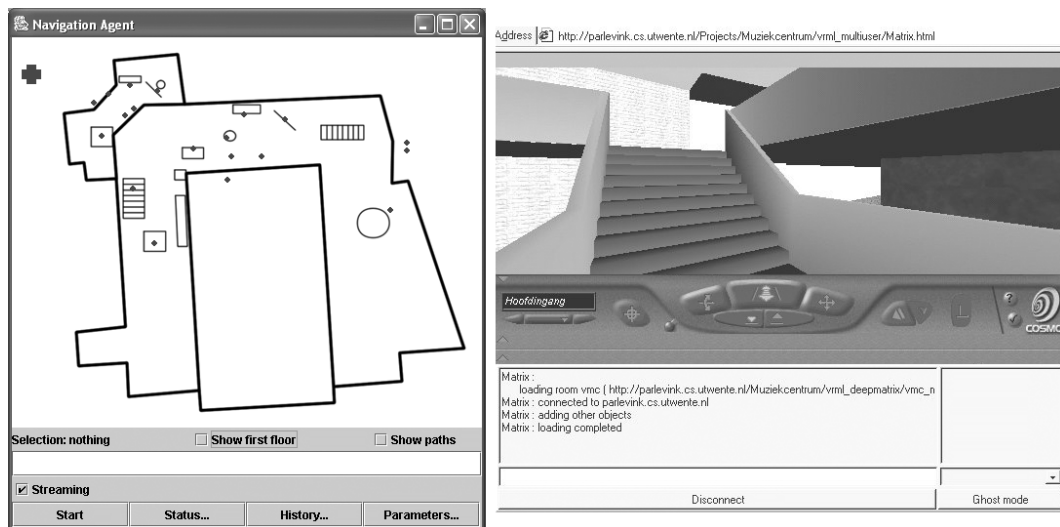 Navigation Agent
Selection: nothing Show first floor Show paths
Streaming
Start Status... History... Parameters...
Address http://parlevink.cs.utwente.nl/Projects/Muziekcentrum/vrml_multiuser/Matrix.html
Hoofdingang
?
COSMO
Matrix :
loading room vmc ( http://parlevink.cs.utwente.nl/Muziekcentrum/vrml_deepmatrix/vmc_n
Matrix : connected to parlevink.cs.utwente.nl
Matrix : adding other objects
Matrix : loading completed
Disconnect Ghost mode